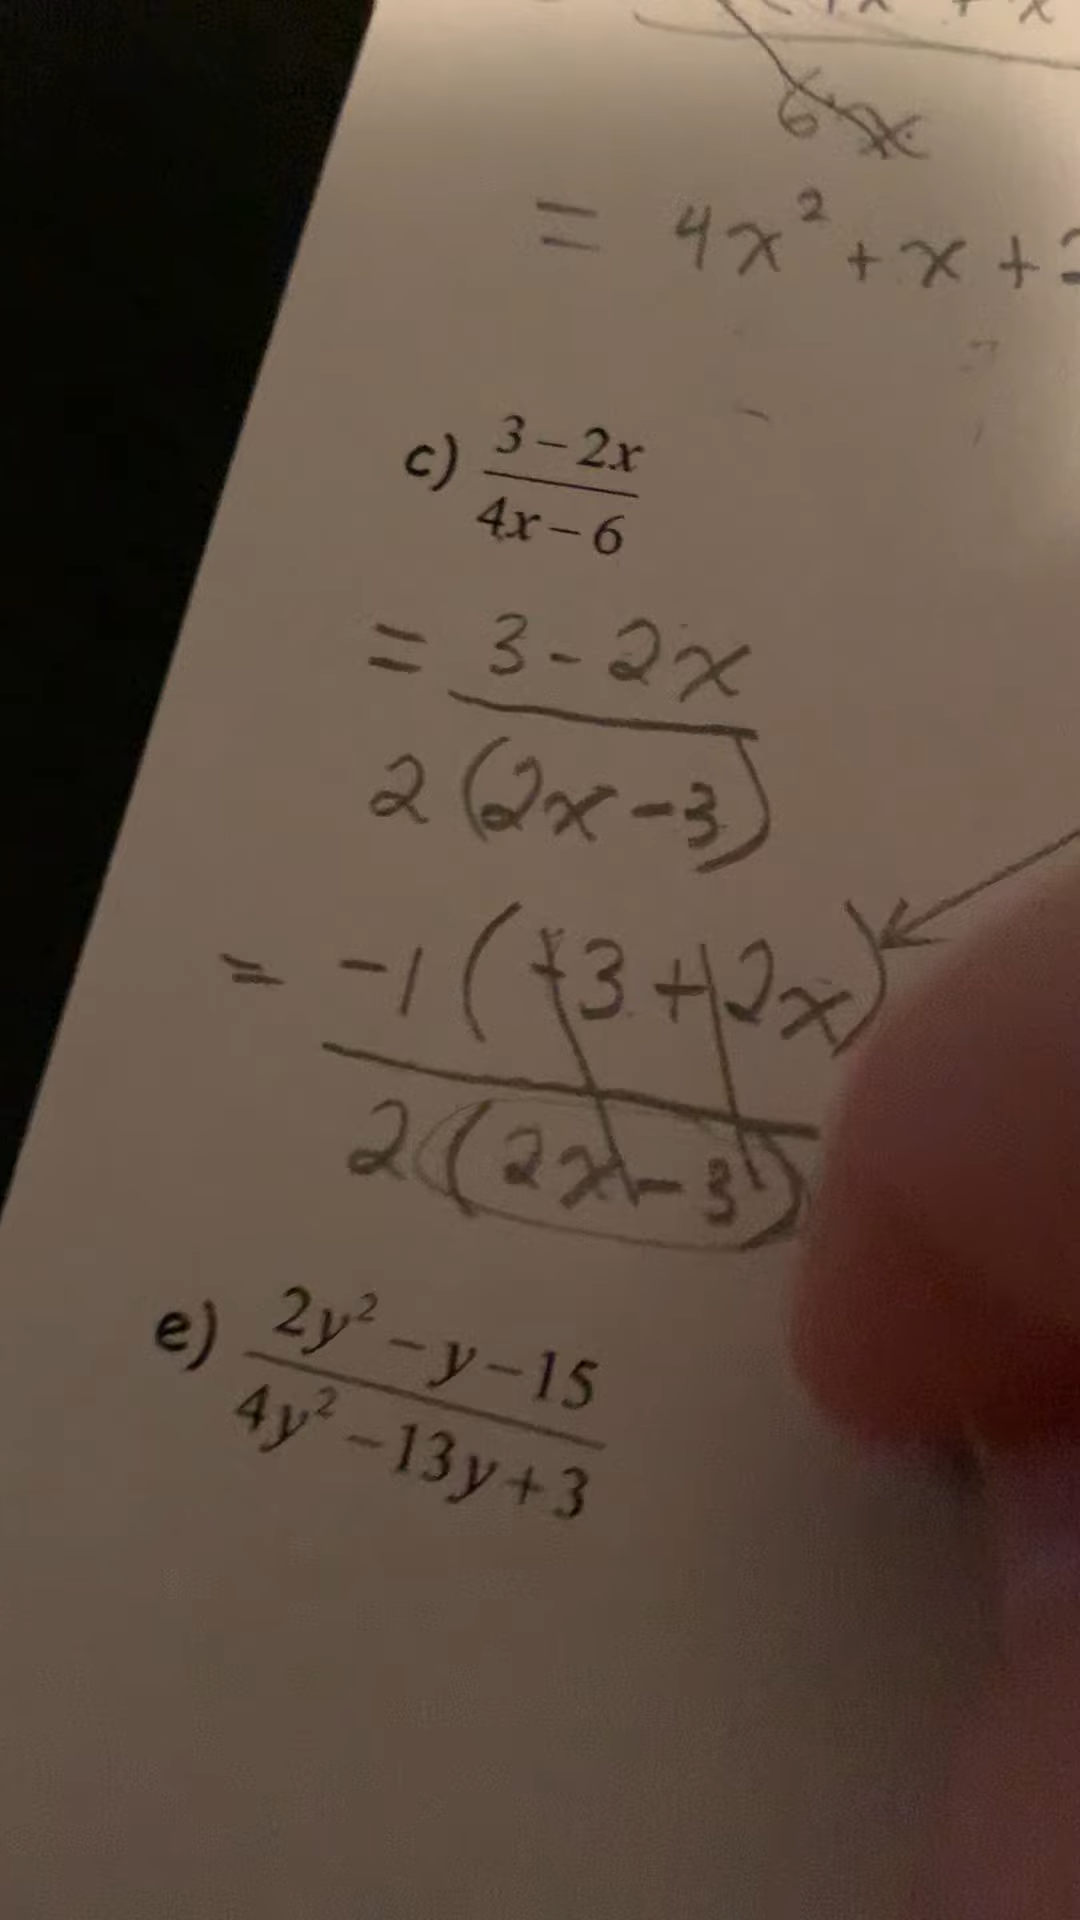 6x
= 4x² + x +
c) 3 – 2x
4x – 6
= 3 - 2x
2 (2x - 3)
= -1 ( -3 + 2x)
2 (2x - 3)
e) 2y² – y – 15
4y² – 13y + 3